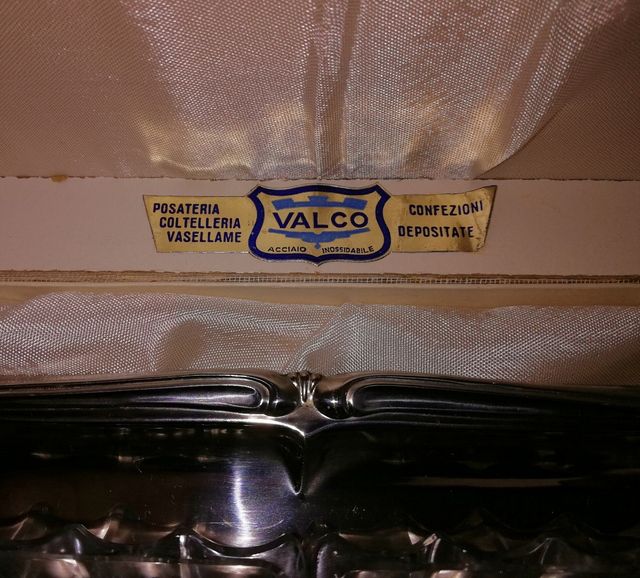 POSATERIA
COLTELLERIA
VASELLAME
VALCO
ACCIAIO INOSSIDABILE
CONFEZIONI
DEPOSITATE